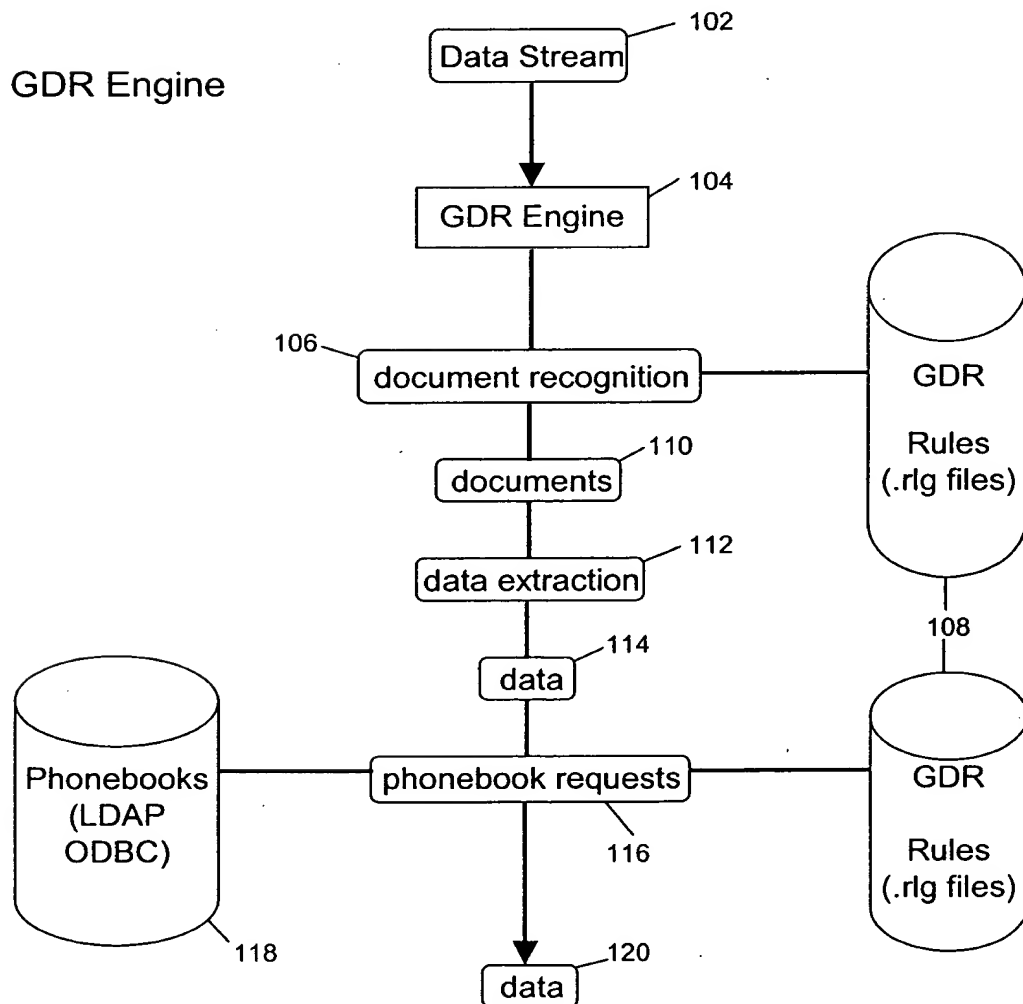 102
Data Stream
GDR Engine
104
GDR Engine
106
document recognition
GDR
Rules
(.rlg files)
110
documents
112
data extraction
108
114
data
Phonebooks
(LDAP
ODBC)
phonebook requests
GDR
Rules
(.rlg files)
116
118
120
data